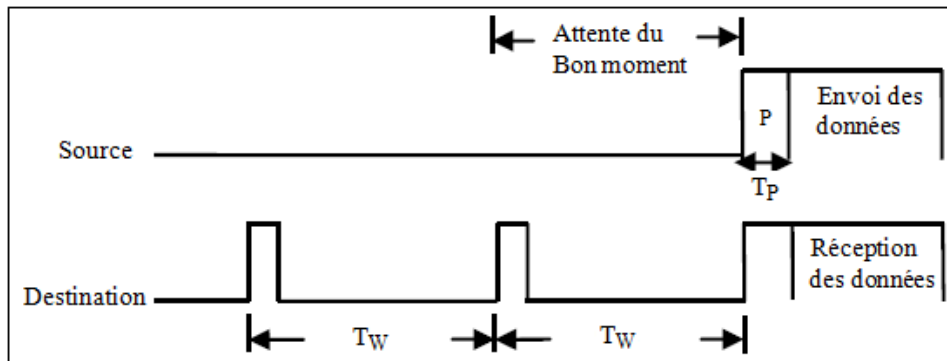 Attente du
Bon moment
P
Envoi des
données
Source
TP
Réception
des données
Destination
TW
TW